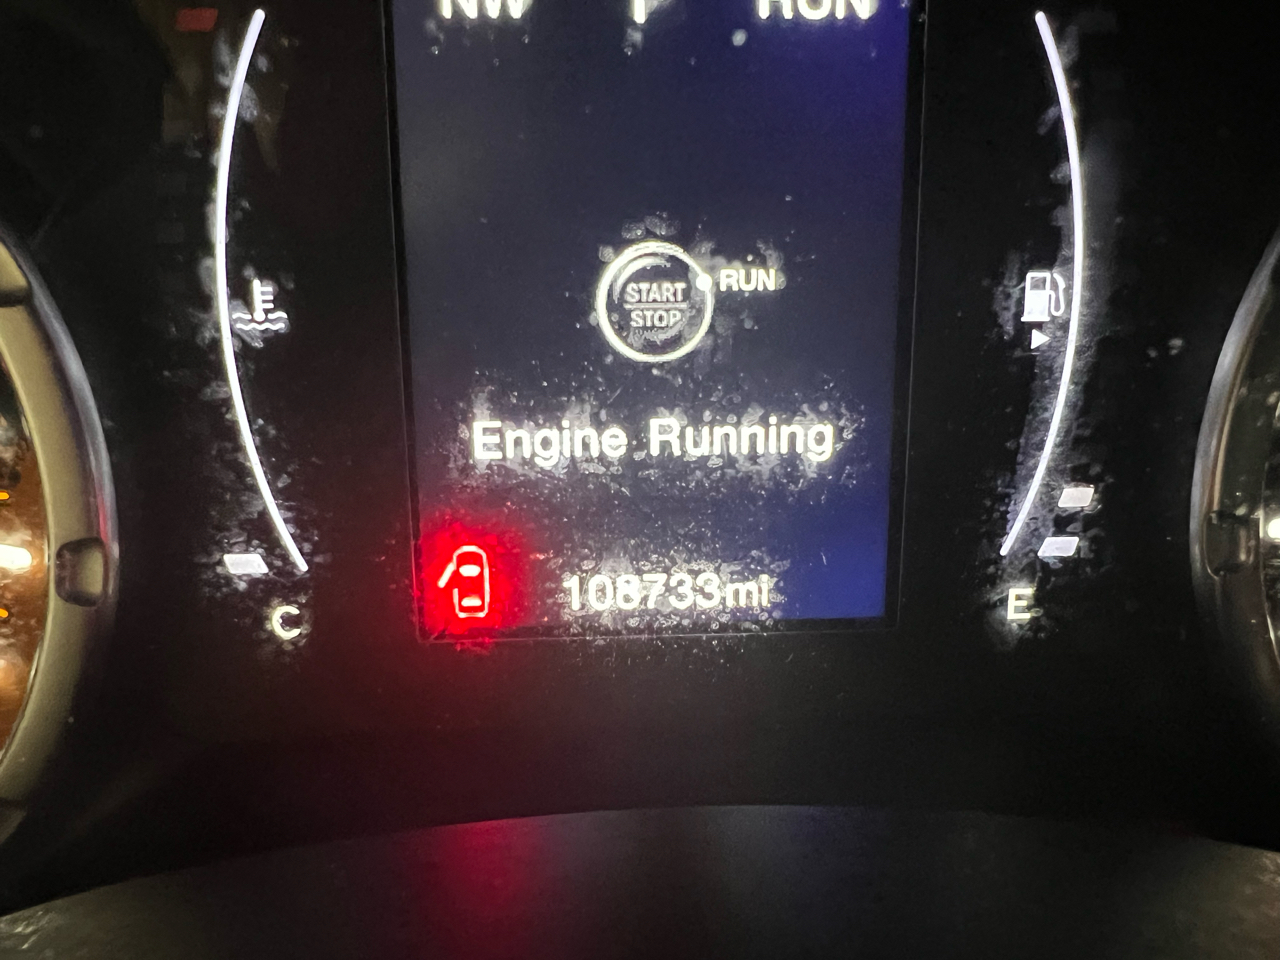 NW RUN
RUN
START
STOP
Engine Running
108733mi
C E